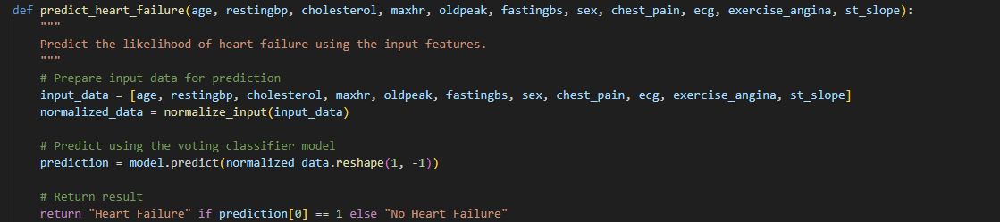 def predict_heart_failure(age, restingbp, cholesterol, maxhr, oldpeak, fastingbs, sex, chest_pain, ecg, exercise_angina, st_slope):
    """
    Predict the likelihood of heart failure using the input features.
    """
    # Prepare input data for prediction
    input_data = [age, restingbp, cholesterol, maxhr, oldpeak, fastingbs, sex, chest_pain, ecg, exercise_angina, st_slope]
    normalized_data = normalize_input(input_data)

    # Predict using the voting classifier model
    prediction = model.predict(normalized_data.reshape(1, -1))

    # Return result
    return "Heart Failure" if prediction[0] == 1 else "No Heart Failure"